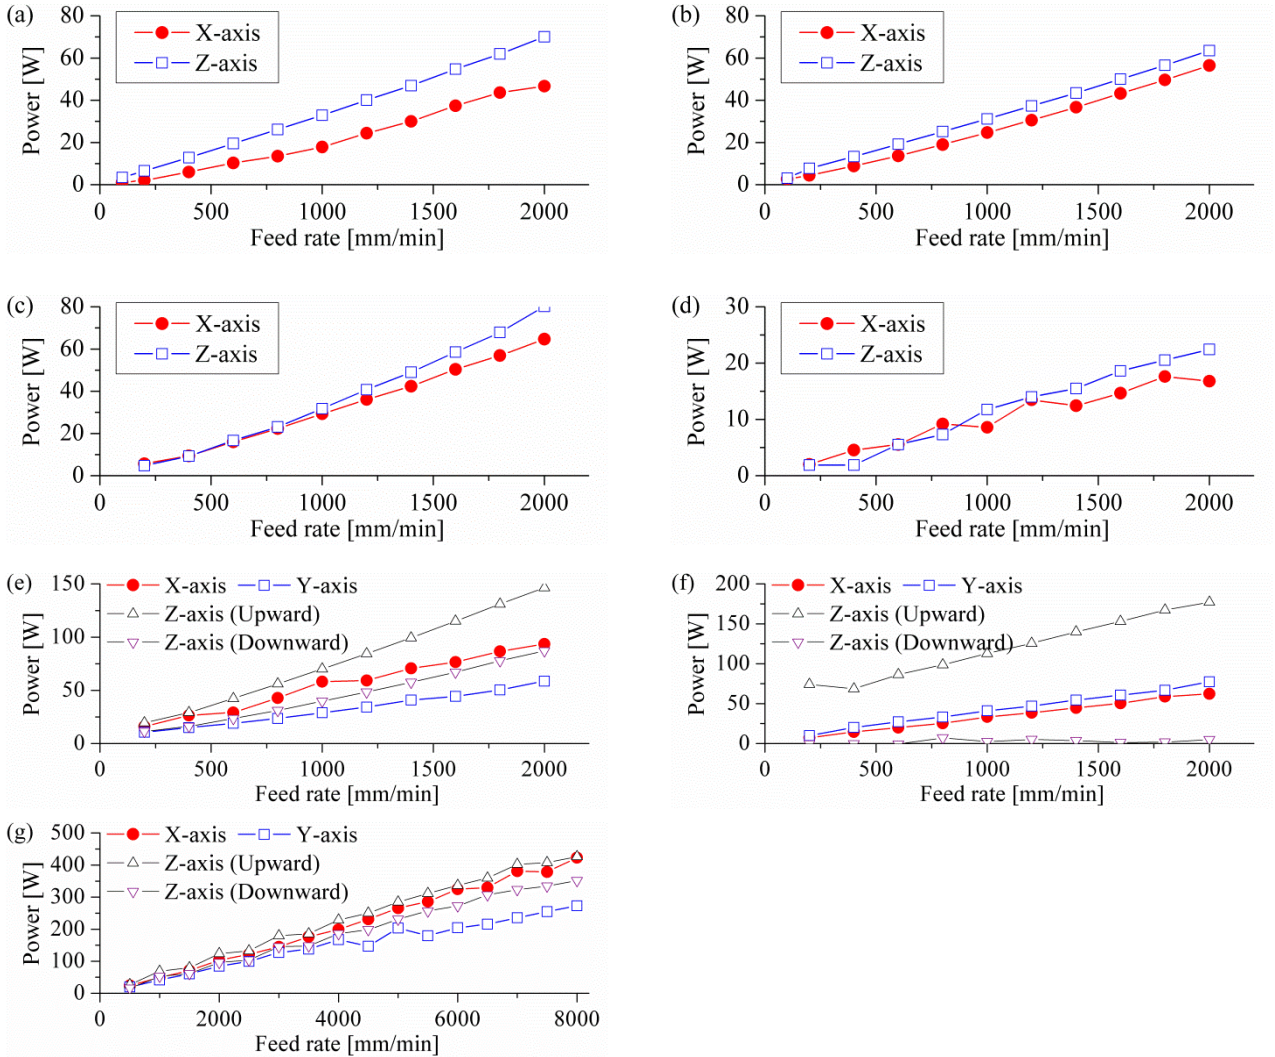 (a)
80
60
40
20
0
Power [W]
X-axis
Z-axis
0 500 1000 1500 2000
Feed rate [mm/min]
(b)
80
60
40
20
0
Power [W]
X-axis
Z-axis
0 500 1000 1500 2000
Feed rate [mm/min]
(c)
80
60
40
20
0
Power [W]
X-axis
Z-axis
0 500 1000 1500 2000
Feed rate [mm/min]
(d)
30
20
10
0
Power [W]
X-axis
Z-axis
0 500 1000 1500 2000
Feed rate [mm/min]
(e)
150
100
50
0
Power [W]
X-axis Y-axis
Z-axis (Upward)
Z-axis (Downward)
0 500 1000 1500 2000
Feed rate [mm/min]
(f)
200
150
100
50
0
Power [W]
X-axis Y-axis
Z-axis (Upward)
Z-axis (Downward)
0 500 1000 1500 2000
Feed rate [mm/min]
(g)
500
400
300
200
100
0
Power [W]
X-axis Y-axis
Z-axis (Upward)
Z-axis (Downward)
0 2000 4000 6000 8000
Feed rate [mm/min]